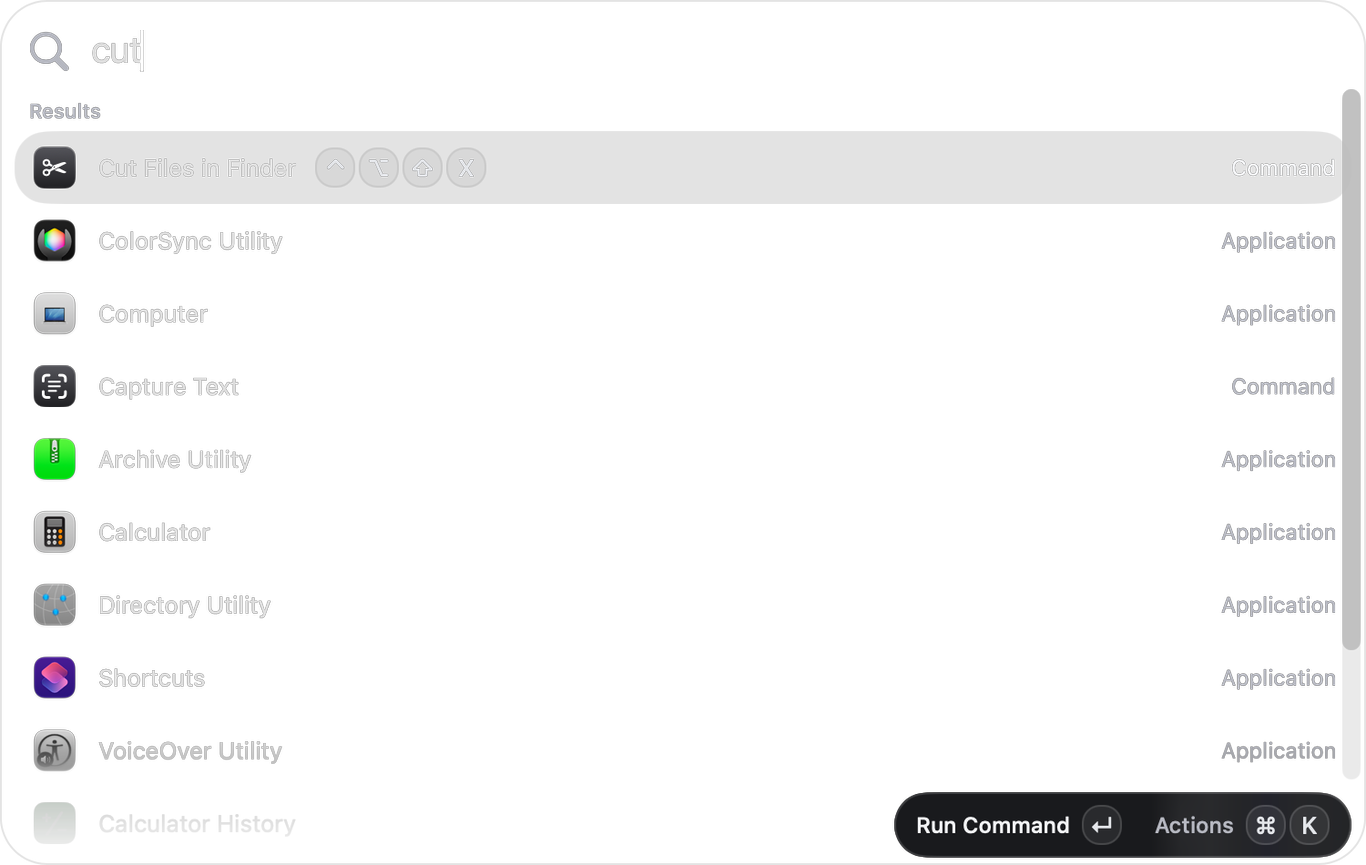 cut
Results
Cut Files in Finder ^ ⌥ ⇧ X Command
ColorSync Utility Application
Computer Application
Capture Text Command
Archive Utility Application
Calculator Application
Directory Utility Application
Shortcuts Application
VoiceOver Utility Application
Calculator History
Run Command ↵ Actions ⌘ K